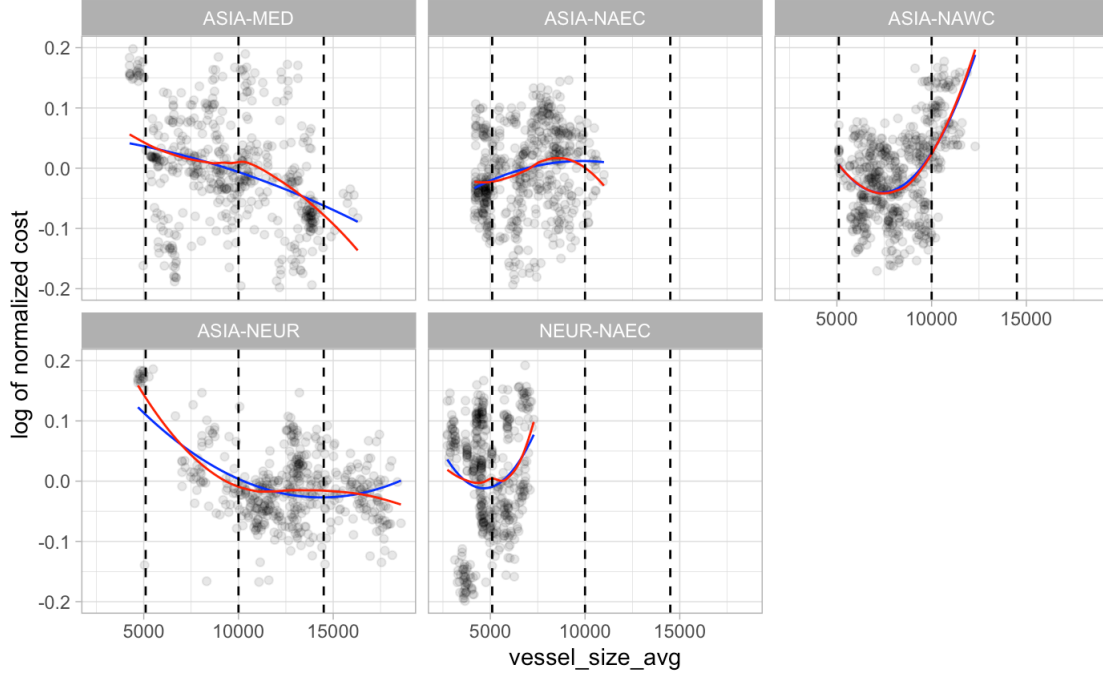 ASIA-MED
ASIA-NAEC
ASIA-NAWC
0.2
0.1
0.0
-0.1
-0.2
5000
10000
15000
ASIA-NEUR
NEUR-NAEC
0.2
0.1
0.0
-0.1
-0.2
5000
10000
15000
5000
10000
15000
log of normalized cost
vessel_size_avg